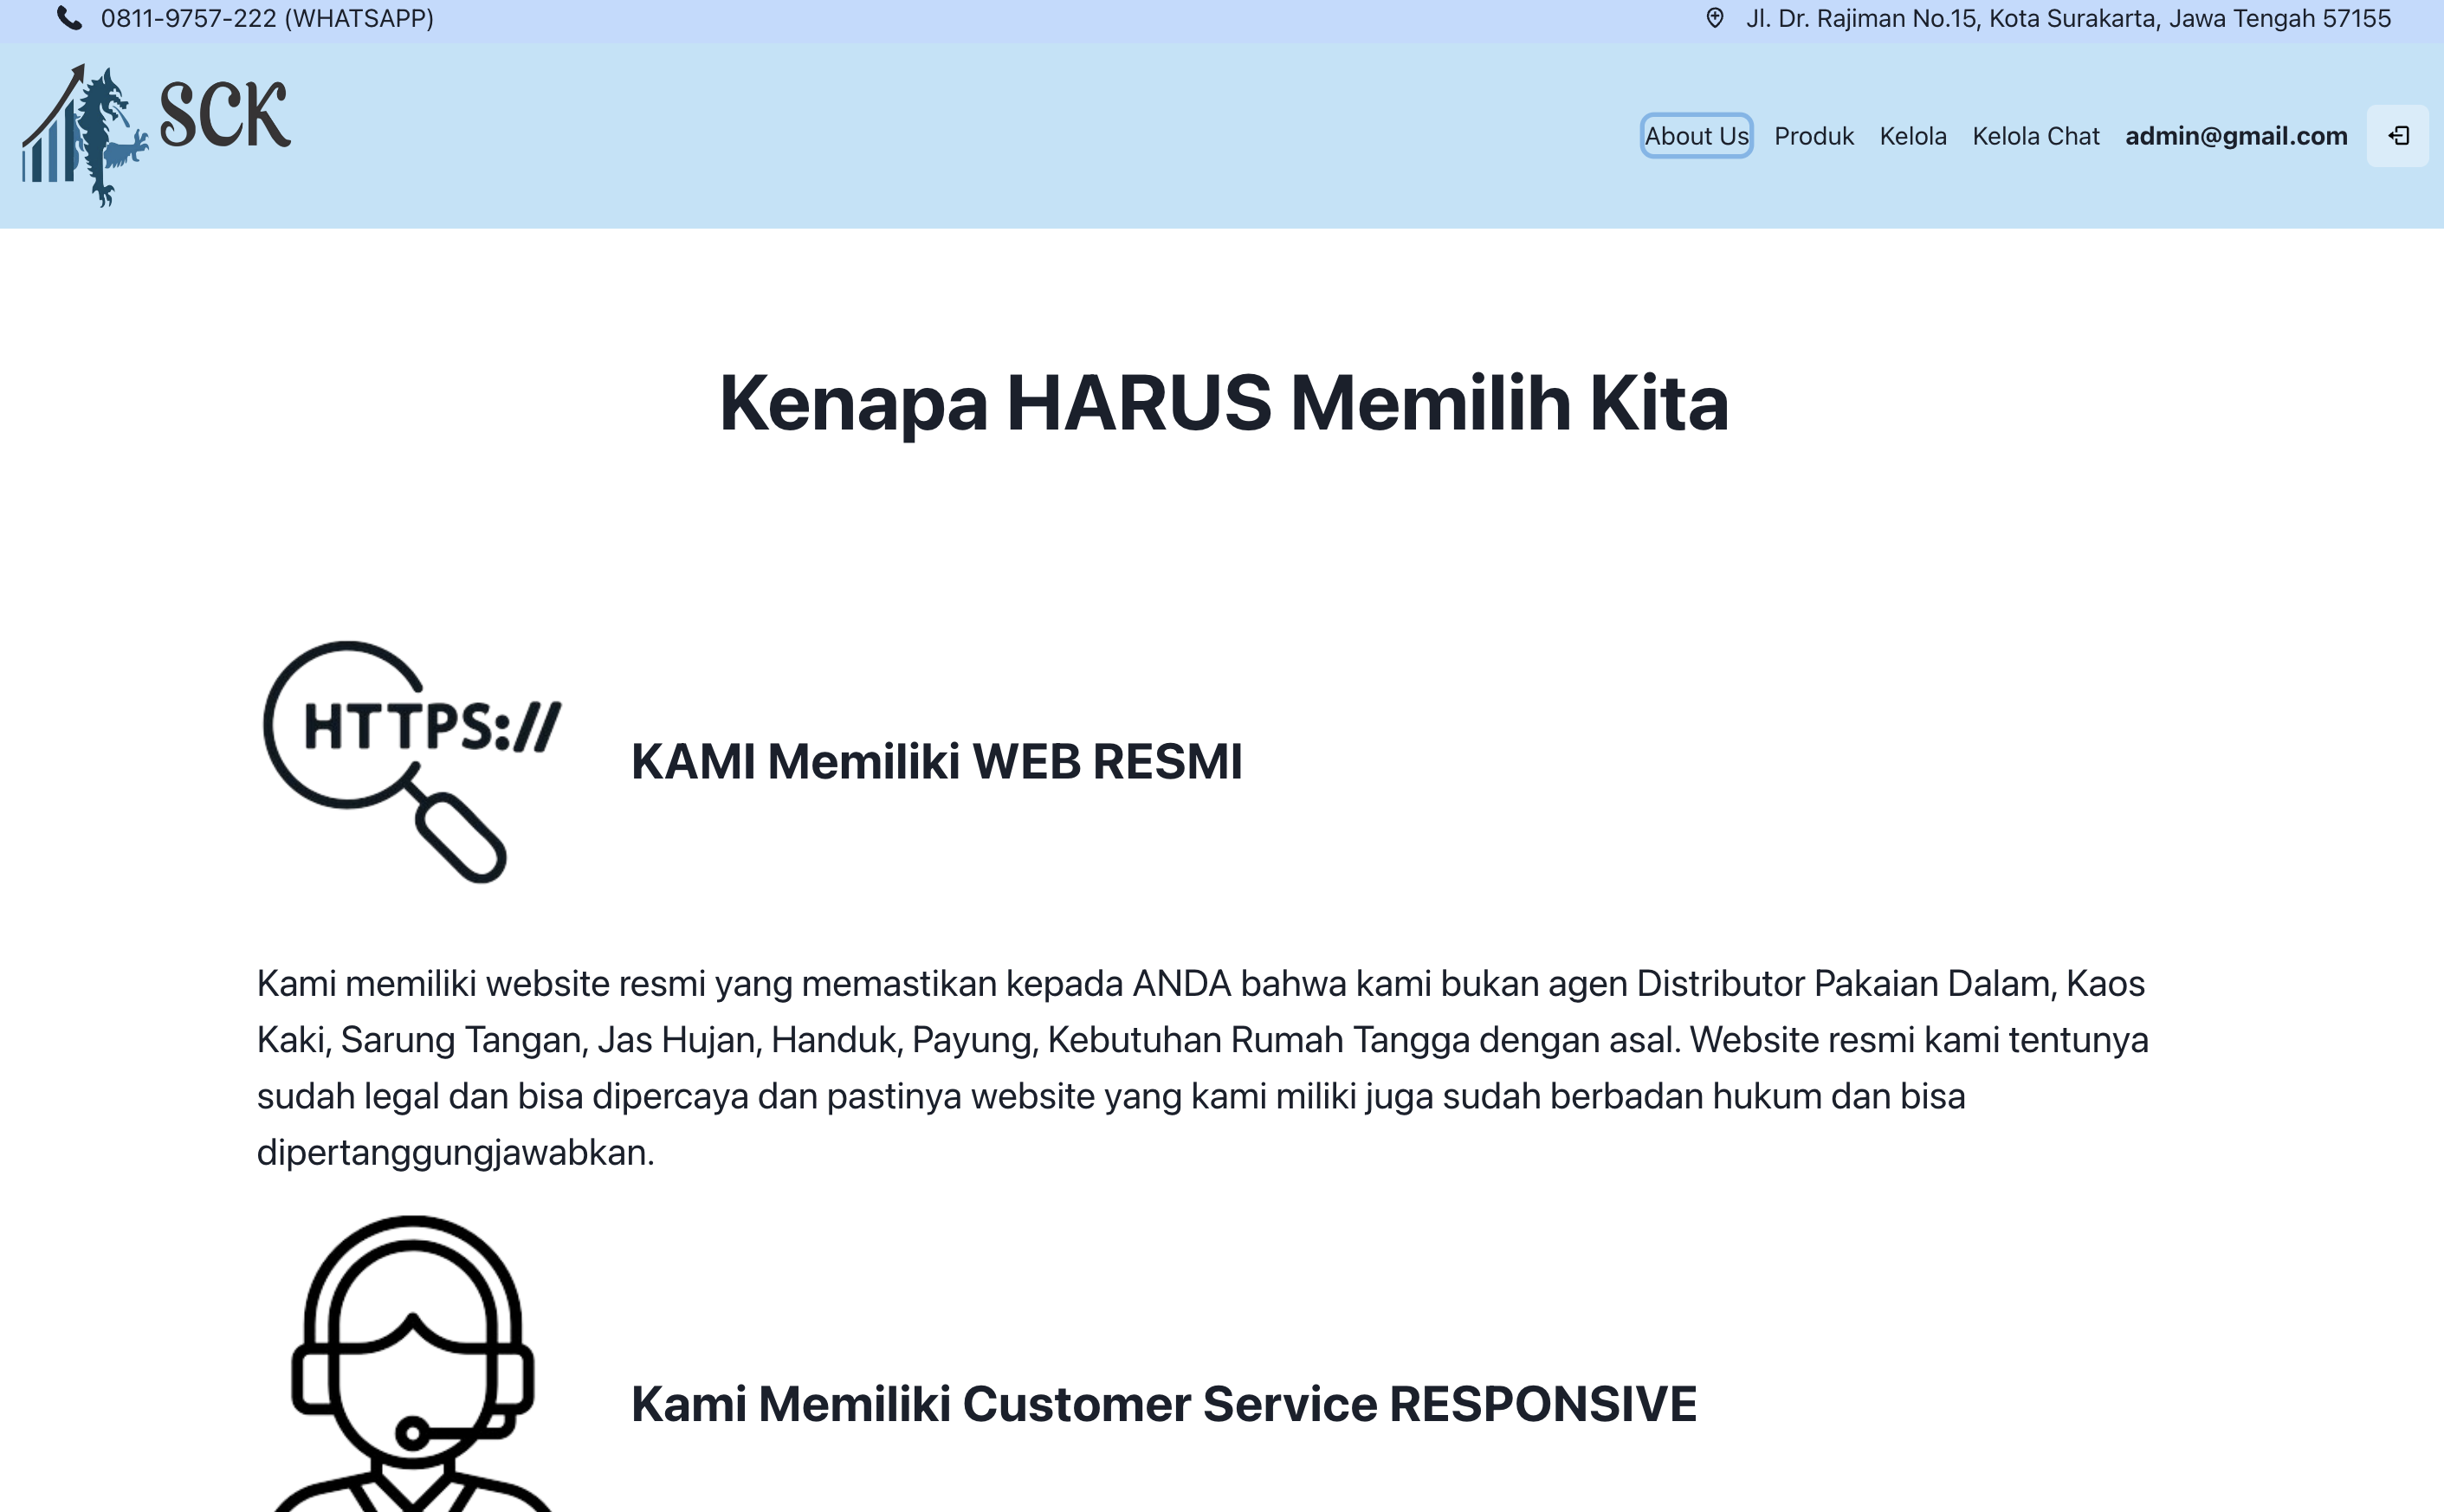 0811-9757-222 (WHATSAPP)
Jl. Dr. Rajiman No.15, Kota Surakarta, Jawa Tengah 57155
SCK
About Us
Produk
Kelola
Kelola Chat
admin@gmail.com
Kenapa HARUS Memilih Kita
HTTPS://
KAMI Memiliki WEB RESMI
Kami memiliki website resmi yang memastikan kepada ANDA bahwa kami bukan agen Distributor Pakaian Dalam, Kaos
Kaki, Sarung Tangan, Jas Hujan, Handuk, Payung, Kebutuhan Rumah Tangga dengan asal. Website resmi kami tentunya
sudah legal dan bisa dipercaya dan pastinya website yang kami miliki juga sudah berbadan hukum dan bisa
dipertanggungjawabkan.
Kami Memiliki Customer Service RESPONSIVE